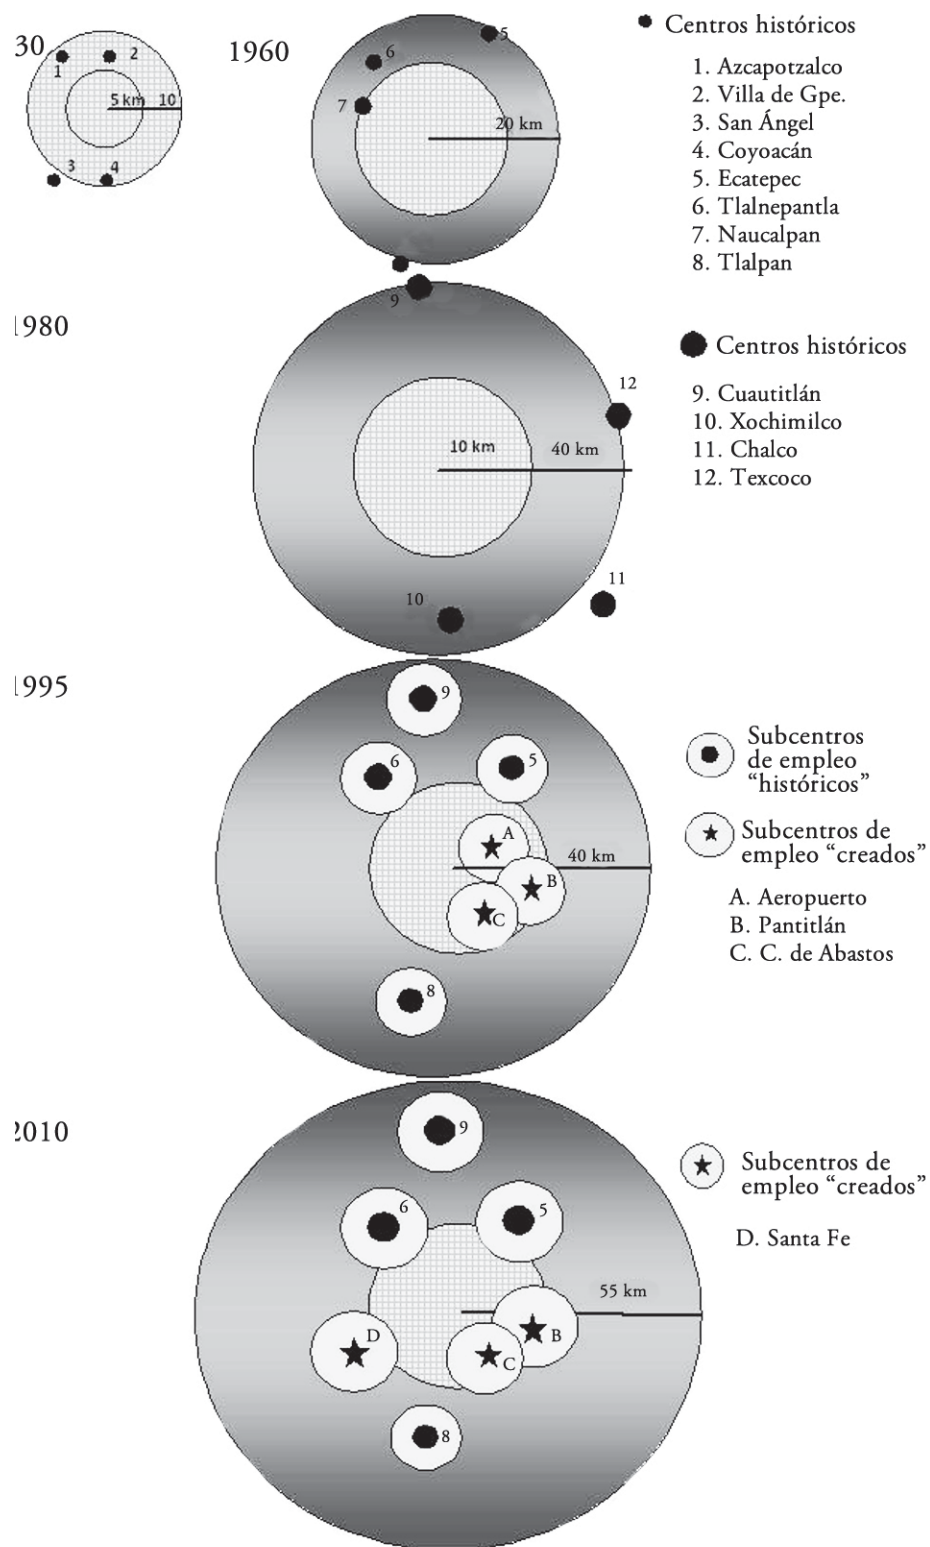 30
1960
1
2
3
4
5 km
10
5
6
7
20 km
Centros históricos
1. Azcapotzalco
2. Villa de Gpe.
3. San Ángel
4. Coyoacán
5. Ecatepec
6. Tlalnepantla
7. Naucalpan
8. Tlalpan
1980
9
12
10 km
40 km
11
10
Centros históricos
9. Cuautitlán
10. Xochimilco
11. Chalco
12. Texcoco
1995
9
6
5
A
40 km
B
C
8
Subcentros
de empleo
“históricos”
Subcentros de
empleo “creados”
A. Aeropuerto
B. Pantitlán
C. C. de Abastos
2010
9
6
5
55 km
D
B
C
8
Subcentros de
empleo “creados”
D. Santa Fe